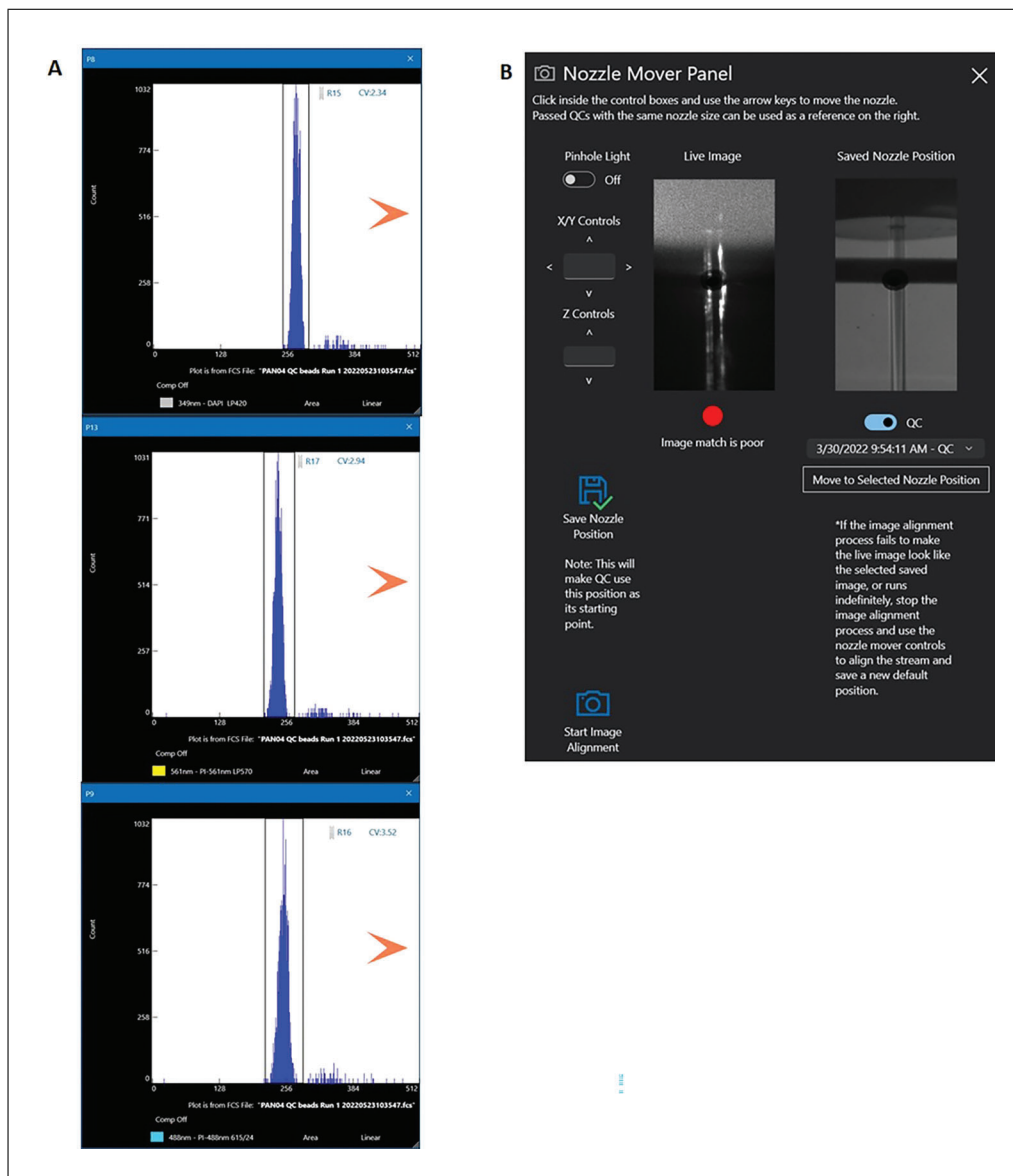 A
P8
×
1032
774
516
258
0
Count
R15 CV:2.34
0 128 256 384 512
Plot is from FCS File: "PAN04 QC beads Run 1 20220523103547.fcs"
Comp Off
349nm - DAPI LP420 Area Linear
P13
×
1031
771
514
257
0
Count
R17 CV:2.94
0 128 256 384 512
Plot is from FCS File: "PAN04 QC beads Run 1 20220523103547.fcs"
Comp Off
561nm - PI-561nm LP570 Area Linear
P9
×
1032
774
516
258
0
Count
R16 CV:3.52
0 128 256 384 512
Plot is from FCS File: "PAN04 QC beads Run 1 20220523103547.fcs"
Comp Off
488nm - PI-488nm 615/24 Area Linear
B
Nozzle Mover Panel
Click inside the control boxes and use the arrow keys to move the nozzle.
Passed QCs with the same nozzle size can be used as a reference on the right.
Pinhole Light
Off
X/Y Controls
Z Controls
Live Image
Image match is poor
Saved Nozzle Position
QC
3/30/2022 9:54:11 AM - QC
Move to Selected Nozzle Position
Save Nozzle
Position
Note: This will
make QC use
this position as
its starting
point.
*If the image alignment
process fails to make
the live image look like
the selected saved
image, or runs
indefinitely, stop the
image alignment
process and use the
nozzle mover controls
to align the stream and
save a new default
position.
Start Image
Alignment